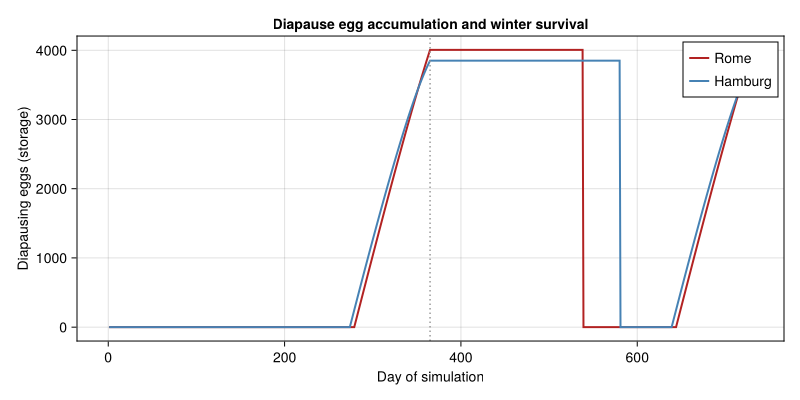 Diapause egg accumulation and winter survival
Diapausing eggs (storage)
4000
3000
2000
1000
0
Rome
Hamburg
0 200 400 600
Day of simulation